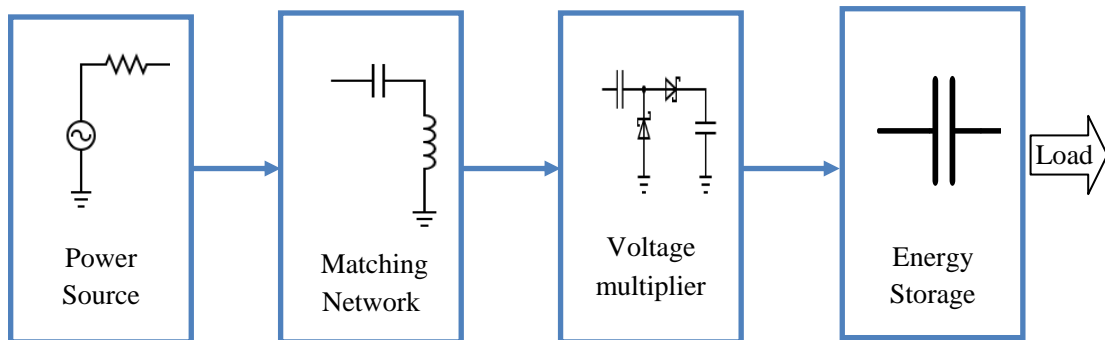 Power
Source
Matching
Network
Voltage
multiplier
Energy
Storage
Load